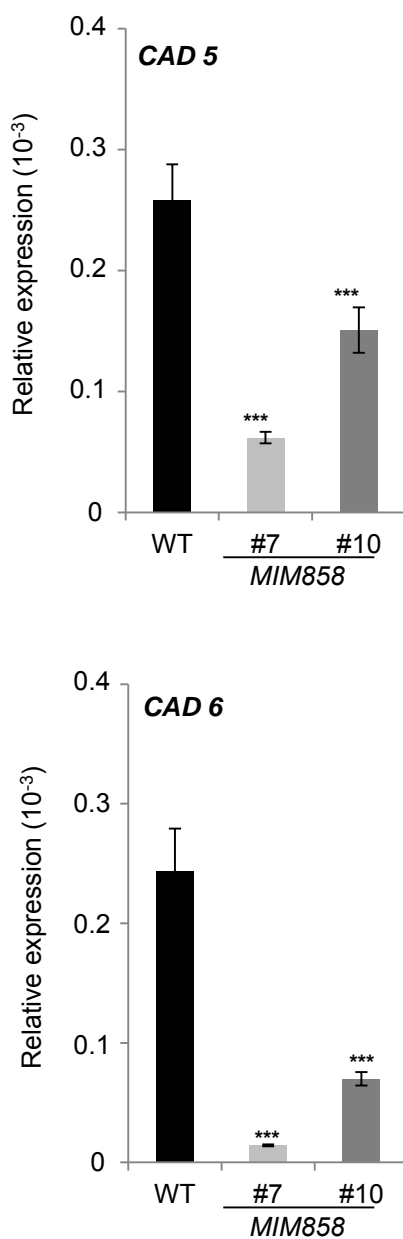 0.4
CAD 5
0.3
0.2
0.1
0
Relative expression (10⁻³)
***
***
WT #7 #10
MIM858
0.4
CAD 6
0.3
0.2
0.1
0
Relative expression (10⁻³)
***
***
WT #7 #10
MIM858